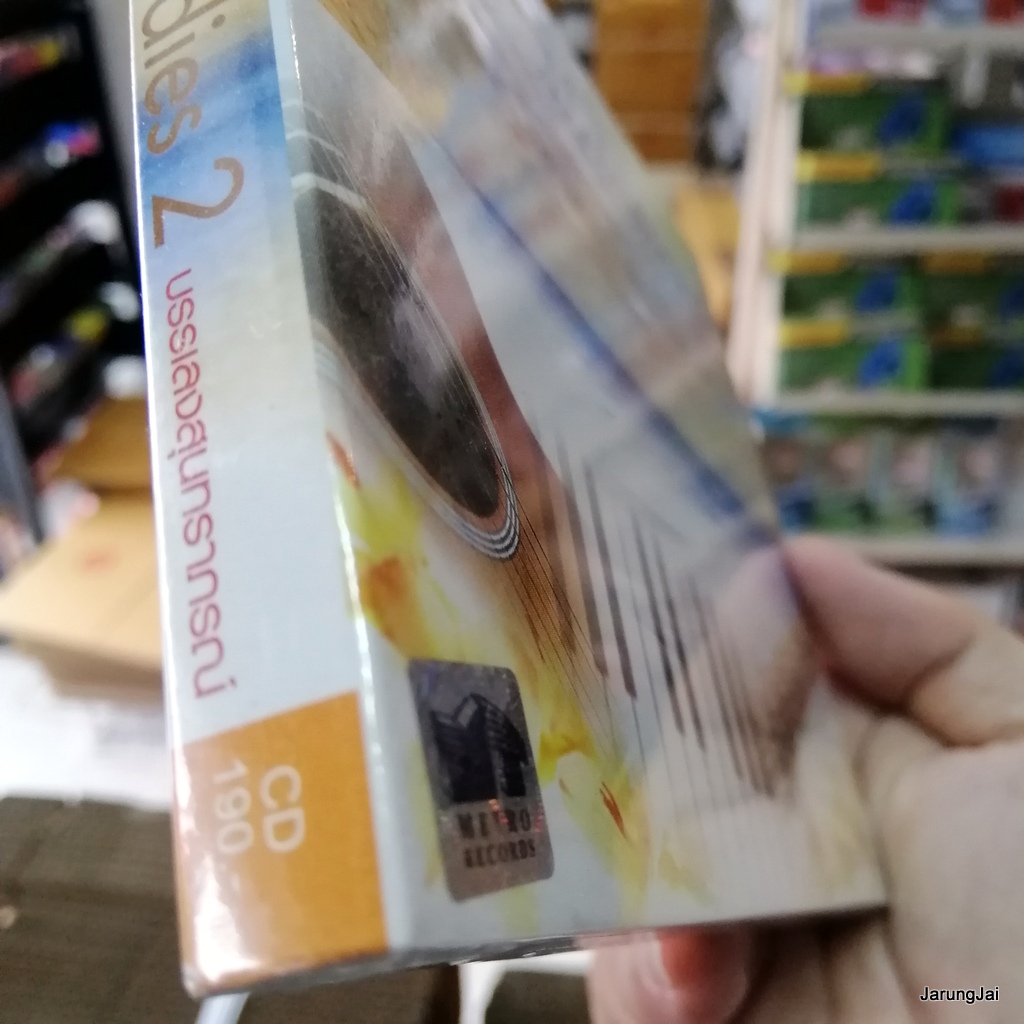 dies 2 บรรเลงสุนทราภรณ์
CD
190
METRO
RECORDS
JarungJai